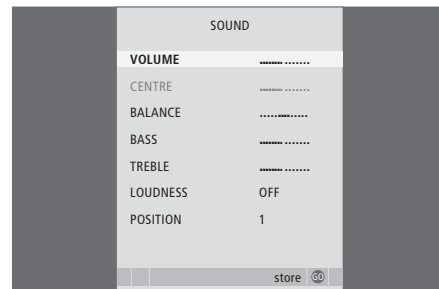 SOUND
VOLUME ...............
CENTRE ...............
BALANCE ...............
BASS ...............
TREBLE ...............
LOUDNESS OFF
POSITION 1
store GO